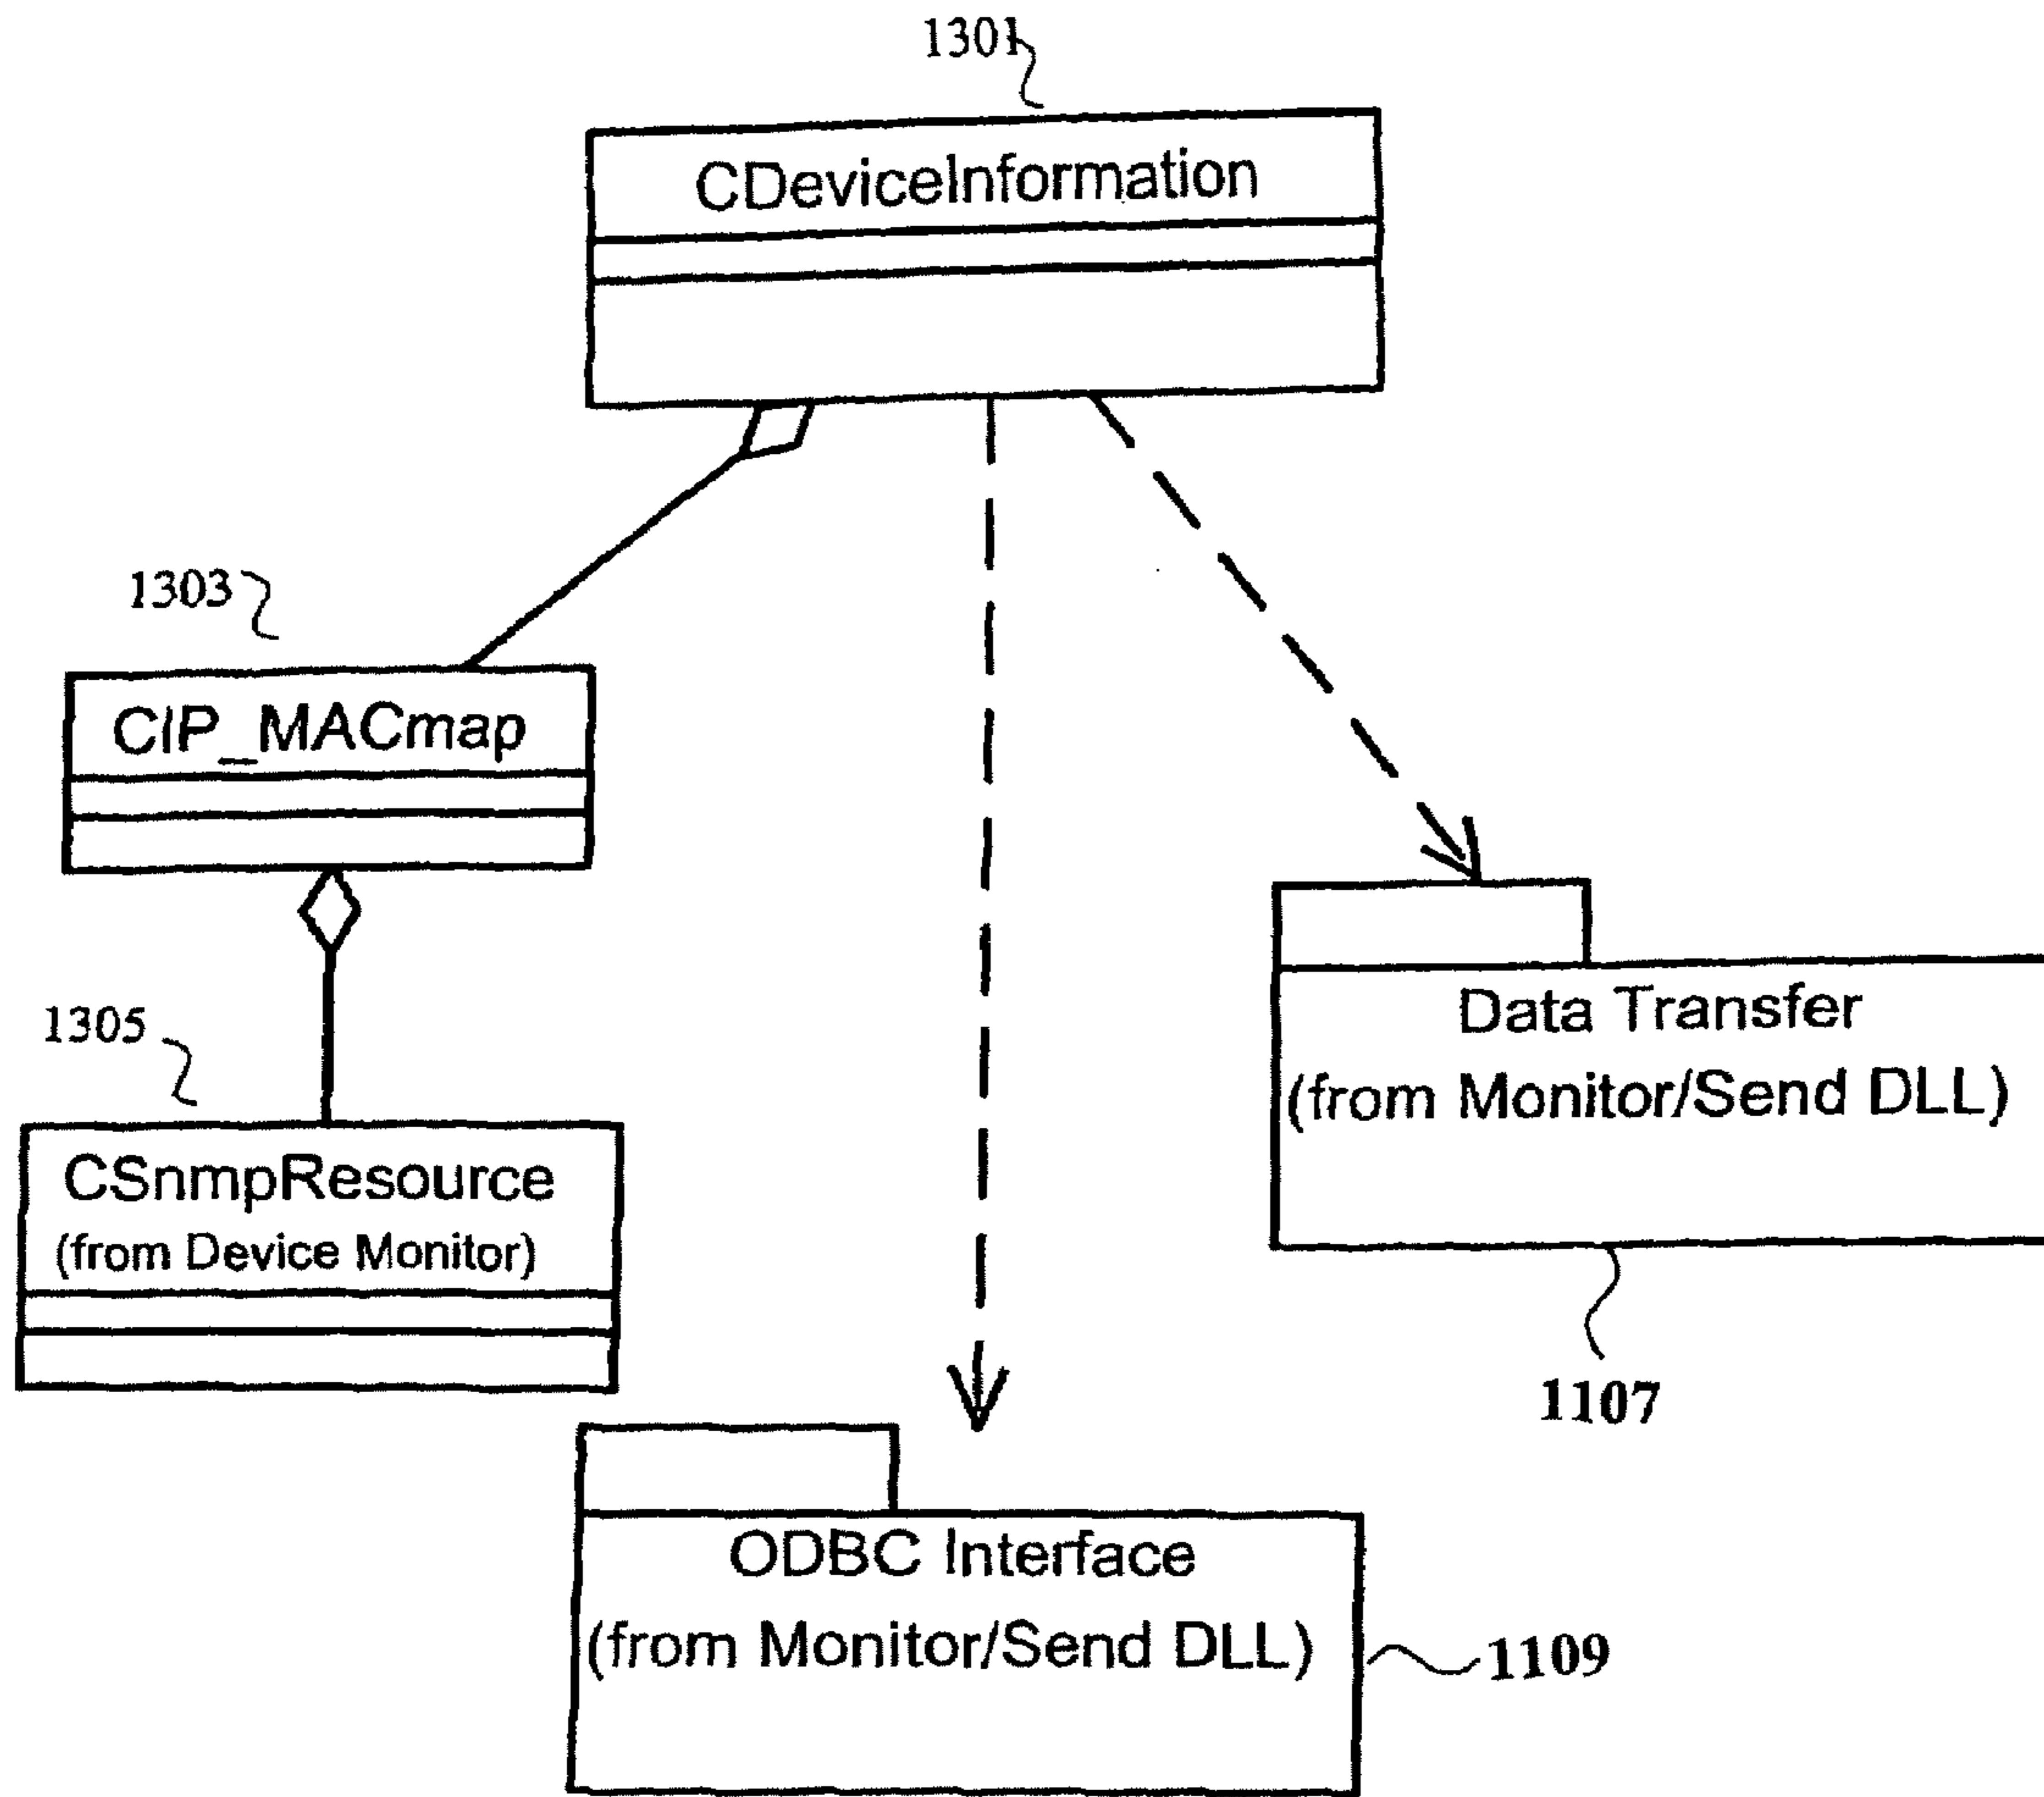 1301
CDeviceInformation
1303
CIP_MACmap
1305
CSnmpResource
(from Device Monitor)
Data Transfer
(from Monitor/Send DLL)
1107
ODBC Interface
(from Monitor/Send DLL)
1109